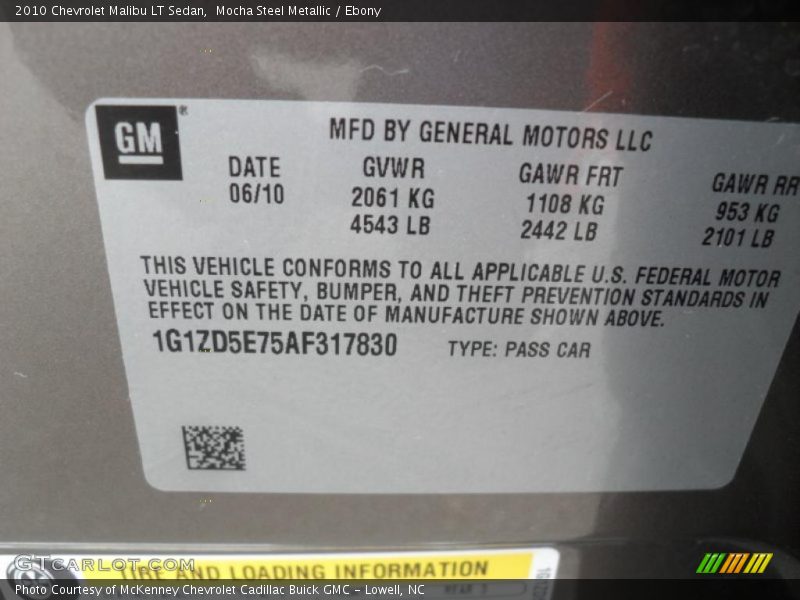 2010 Chevrolet Malibu LT Sedan,  Mocha Steel Metallic / Ebony
GM ®
MFD BY GENERAL MOTORS LLC
DATE GVWR GAWR FRT GAWR RR
06/10 2061 KG 1108 KG 953 KG
4543 LB 2442 LB 2101 LB
THIS VEHICLE CONFORMS TO ALL APPLICABLE U.S. FEDERAL MOTOR
VEHICLE SAFETY, BUMPER, AND THEFT PREVENTION STANDARDS IN
EFFECT ON THE DATE OF MANUFACTURE SHOWN ABOVE.
1G1ZD5E75AF317830 TYPE: PASS CAR
GTCARLOT.COM
TIRE AND LOADING INFORMATION
Photo Courtesy of McKenney Chevrolet Cadillac Buick GMC - Lowell, NC